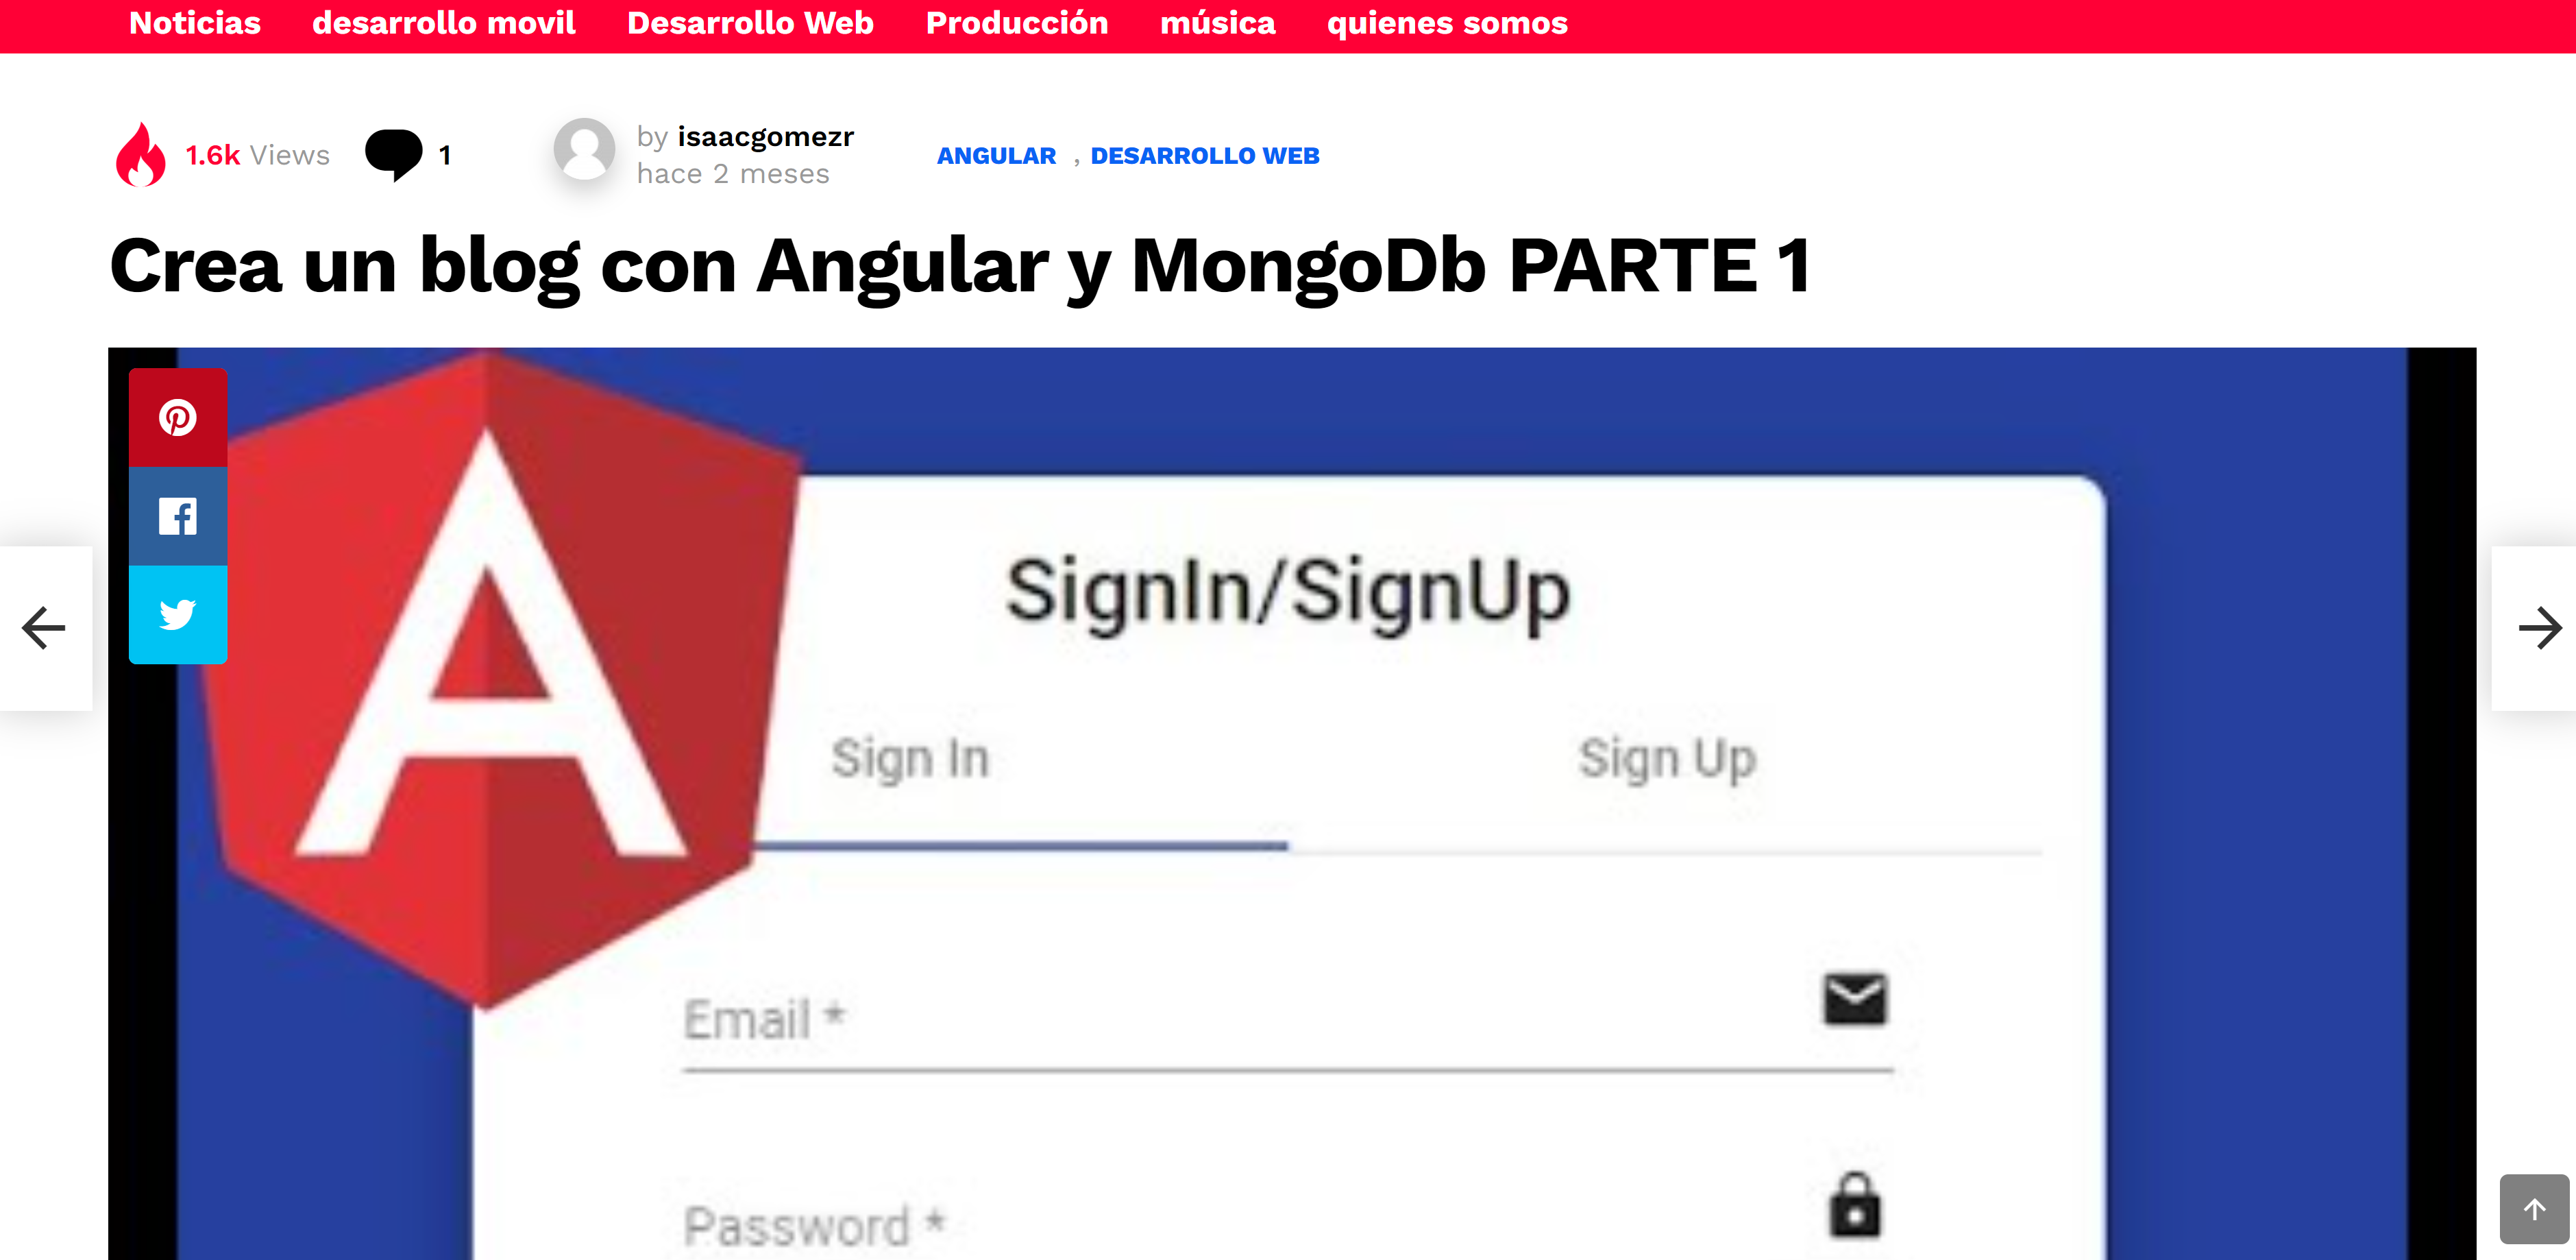 Noticias desarrollo movil Desarrollo Web Producción música quienes somos
1.6k Views 1 by isaacgomezr
hace 2 meses
ANGULAR , DESARROLLO WEB
Crea un blog con Angular y MongoDb PARTE 1
A
SignIn/SignUp
Sign In Sign Up
Email *
Password *